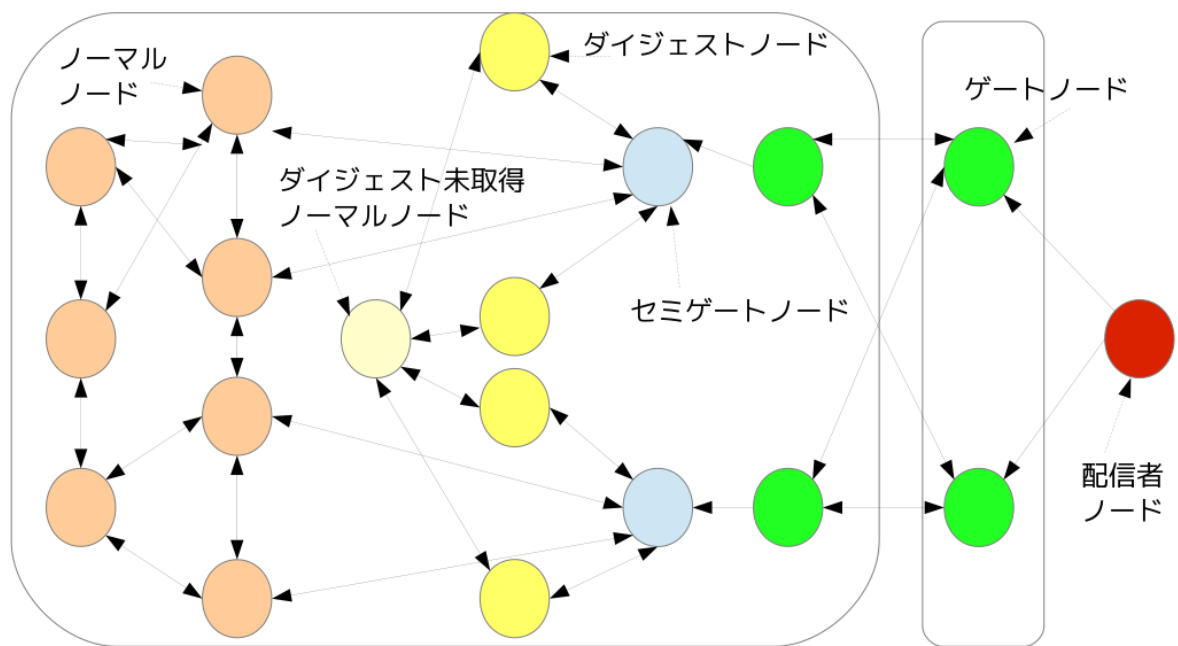 ノーマル
ノード
ダイジェストノード
ゲートノード
ダイジェスト未取得
ノーマルノード
セミゲートノード
配信者
ノード